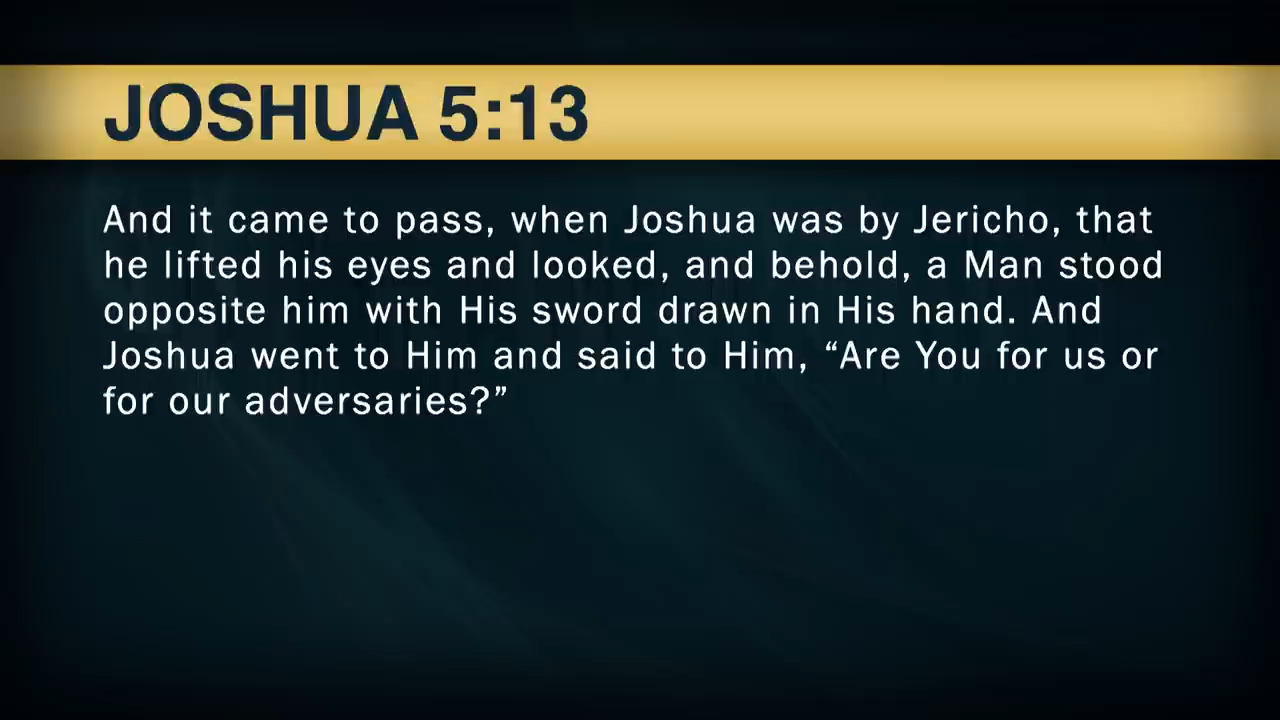 JOSHUA 5:13
And it came to pass, when Joshua was by Jericho, that
he lifted his eyes and looked, and behold, a Man stood
opposite him with His sword drawn in His hand. And
Joshua went to Him and said to Him, “Are You for us or
for our adversaries?”